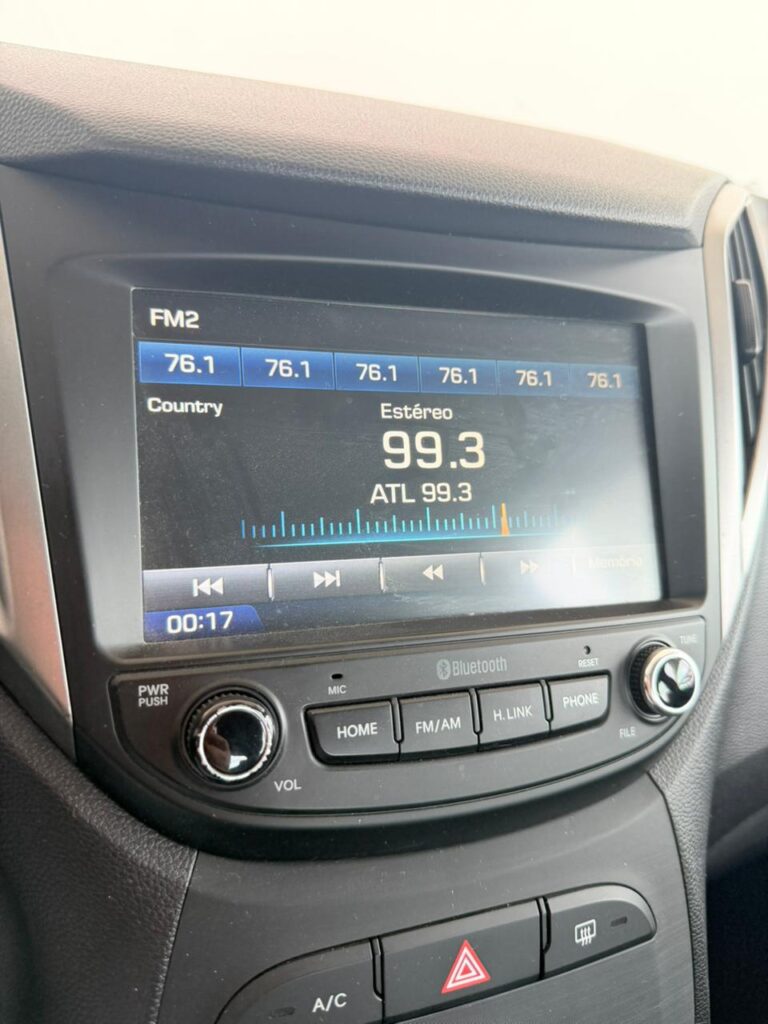 FM2
76.1 76.1 76.1 76.1 76.1 76.1
Country
Estéreo
99.3
ATL 99.3
Memória
00:17
PWR
PUSH
MIC
Bluetooth
RESET
TUNE
HOME
FM/AM
H.LINK
PHONE
VOL
FILE
A/C